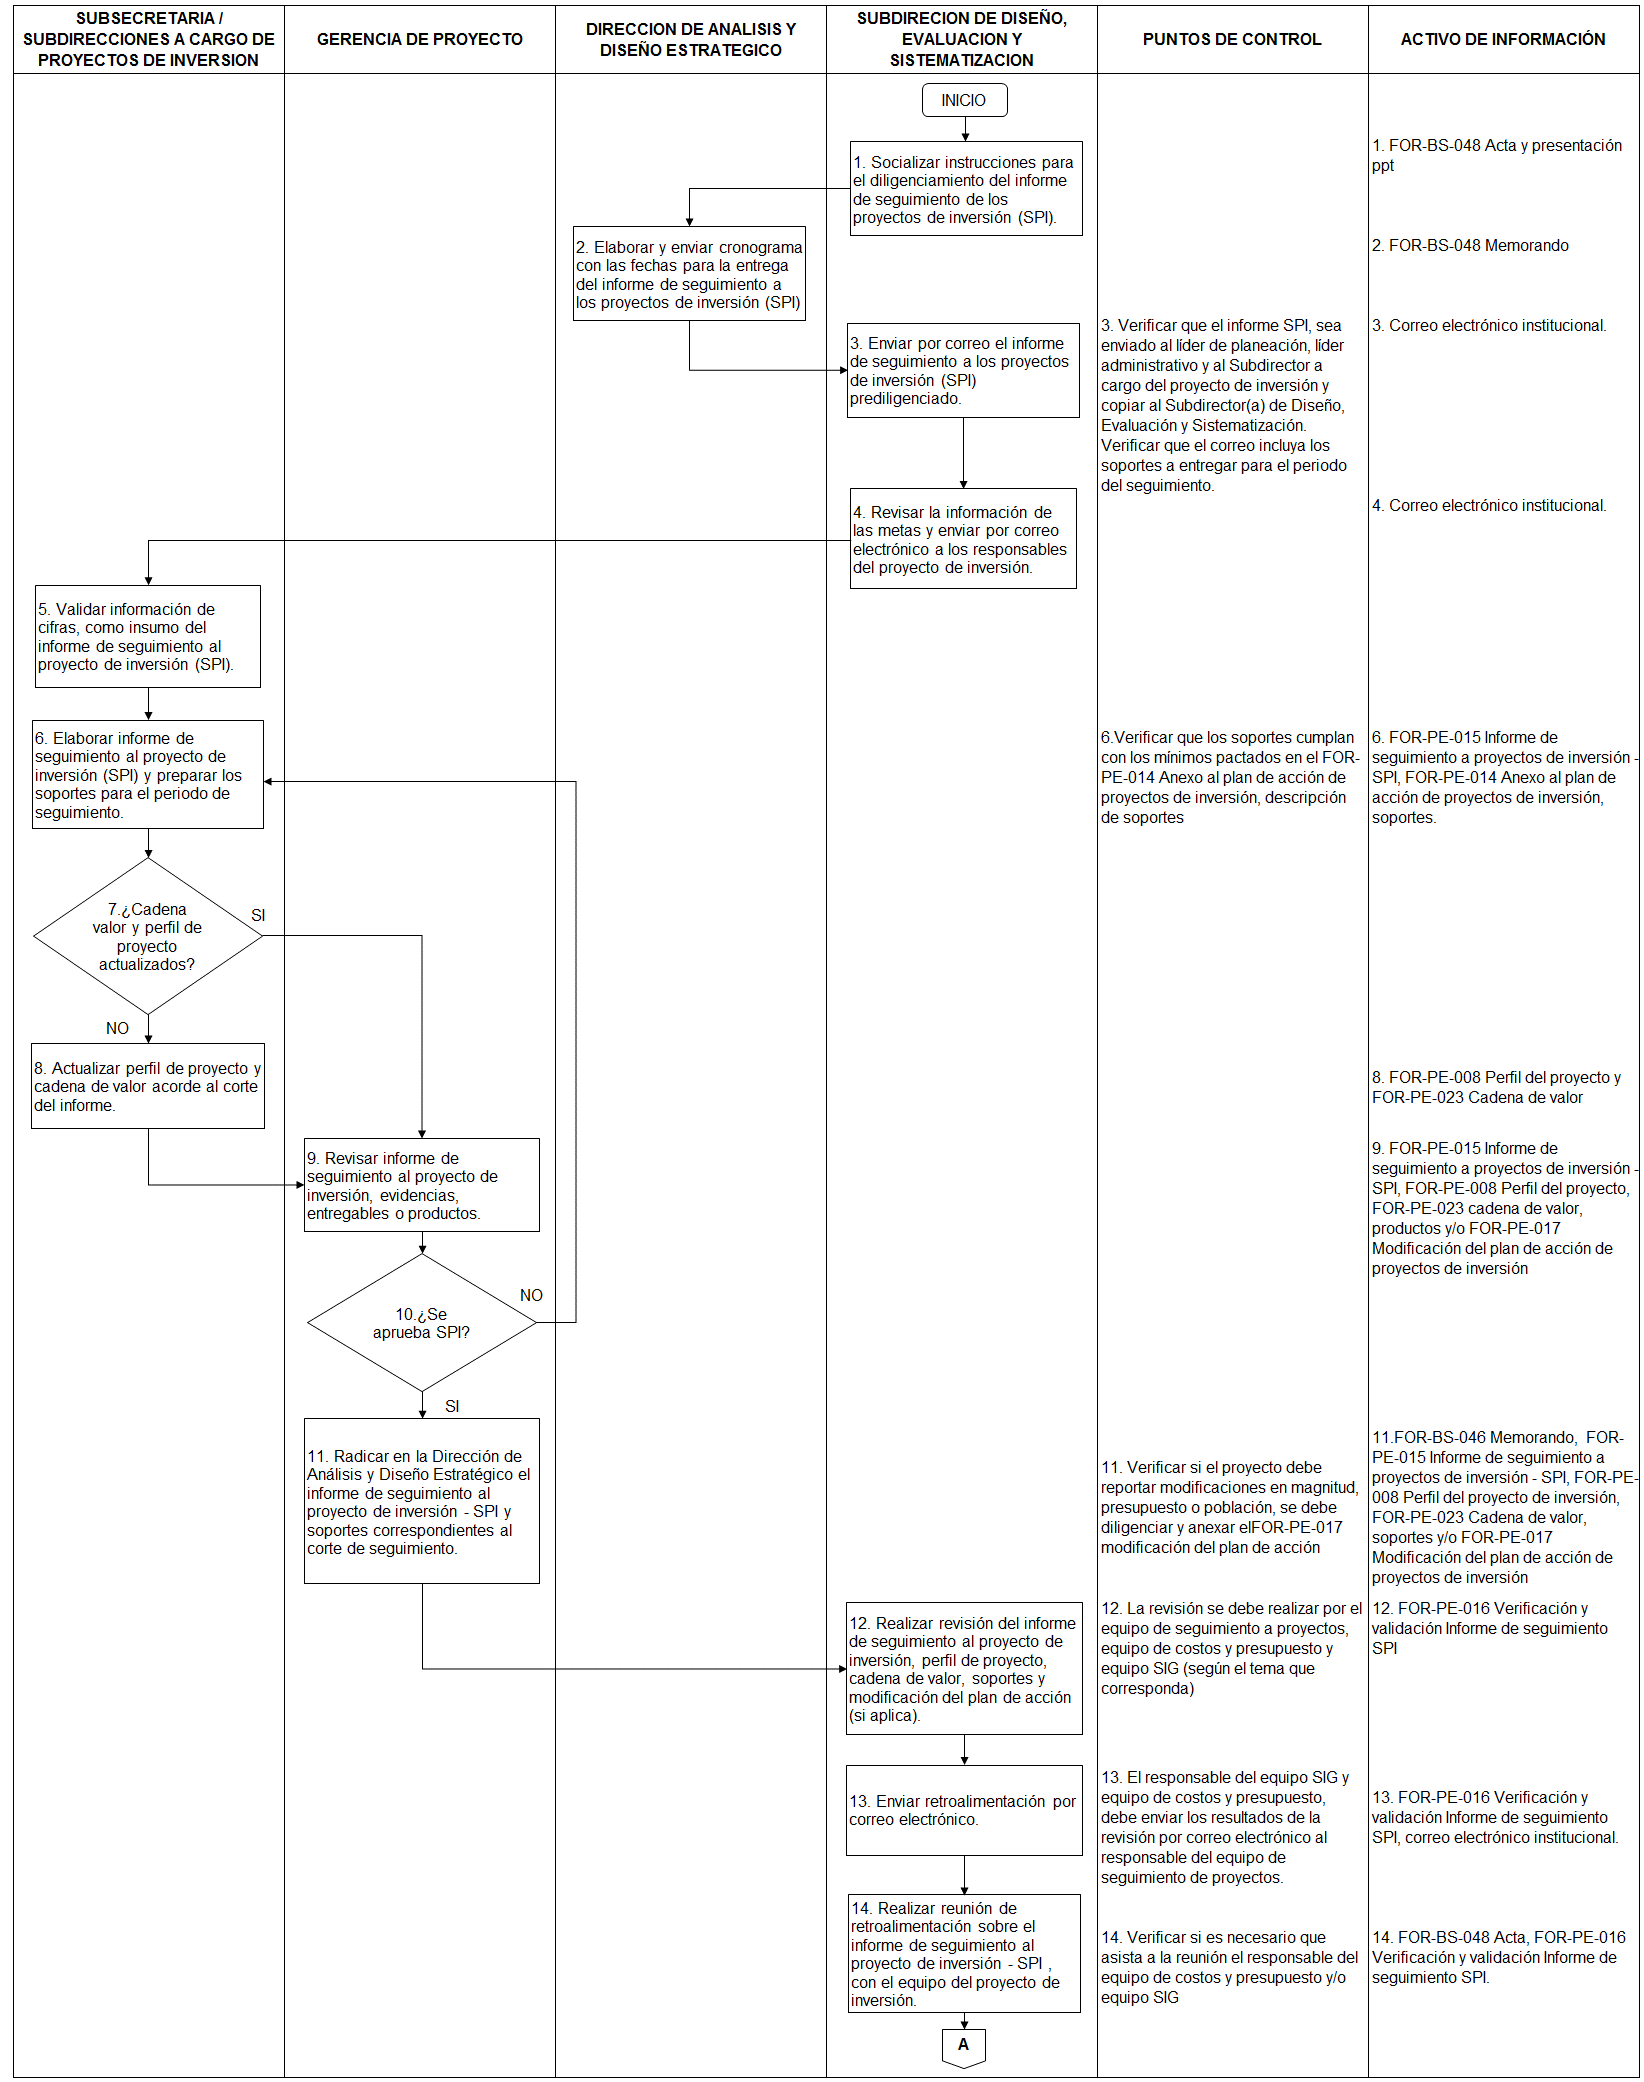 SUBSECRETARIA /
SUBDIRECCIONES A CARGO DE
PROYECTOS DE INVERSION
GERENCIA DE PROYECTO
DIRECCION DE ANALISIS Y
DISEÑO ESTRATEGICO
SUBDIRECION DE DISEÑO,
EVALUACION Y
SISTEMATIZACION
PUNTOS DE CONTROL
ACTIVO DE INFORMACIÓN
INICIO
1. Socializar instrucciones para
el diligenciamiento del informe
de seguimiento de los
proyectos de inversión (SPI).
1. FOR-BS-048 Acta y presentación
ppt
2. Elaborar y enviar cronograma
con las fechas para la entrega
del informe de seguimiento a
los proyectos de inversión (SPI)
2. FOR-BS-048 Memorando
3. Enviar por correo el informe
de seguimiento a los proyectos
de inversión (SPI)
prediligenciado.
3. Verificar que el informe SPI, sea
enviado al líder de planeación, líder
administrativo y al Subdirector a
cargo del proyecto de inversión y
copiar al Subdirector(a) de Diseño,
Evaluación y Sistematización.
Verificar que el correo incluya los
soportes a entregar para el periodo
del seguimiento.
3. Correo electrónico institucional.
4. Revisar la información de
las metas y enviar por correo
electrónico a los responsables
del proyecto de inversión.
4. Correo electrónico institucional.
5. Validar información de
cifras, como insumo del
informe de seguimiento al
proyecto de inversión (SPI).
6. Elaborar informe de
seguimiento al proyecto de
inversión (SPI) y preparar los
soportes para el periodo de
seguimiento.
6.Verificar que los soportes cumplan
con los mínimos pactados en el FOR-
PE-014 Anexo al plan de acción de
proyectos de inversión, descripción
de soportes
6. FOR-PE-015 Informe de
seguimiento a proyectos de inversión -
SPI, FOR-PE-014 Anexo al plan de
acción de proyectos de inversión,
soportes.
7.¿Cadena
valor y perfil de
proyecto
actualizados?
SI
NO
8. Actualizar perfil de proyecto y
cadena de valor acorde al corte
del informe.
8. FOR-PE-008 Perfil del proyecto y
FOR-PE-023 Cadena de valor
9. Revisar informe de
seguimiento al proyecto de
inversión, evidencias,
entregables o productos.
9. FOR-PE-015 Informe de
seguimiento a proyectos de inversión -
SPI, FOR-PE-008 Perfil del proyecto,
FOR-PE-023 cadena de valor,
productos y/o FOR-PE-017
Modificación del plan de acción de
proyectos de inversión
10.¿Se
aprueba SPI?
NO
SI
11. Radicar en la Dirección de
Análisis y Diseño Estratégico el
informe de seguimiento al
proyecto de inversión - SPI y
soportes correspondientes al
corte de seguimiento.
11. Verificar si el proyecto debe
reportar modificaciones en magnitud,
presupuesto o población, se debe
diligenciar y anexar elFOR-PE-017
modificación del plan de acción
11.FOR-BS-046 Memorando, FOR-
PE-015 Informe de seguimiento a
proyectos de inversión - SPI, FOR-PE-
008 Perfil del proyecto de inversión,
FOR-PE-023 Cadena de valor,
soportes y/o FOR-PE-017
Modificación del plan de acción de
proyectos de inversión
12. Realizar revisión del informe
de seguimiento al proyecto de
inversión, perfil de proyecto,
cadena de valor, soportes y
modificación del plan de acción
(si aplica).
12. La revisión se debe realizar por el
equipo de seguimiento a proyectos,
equipo de costos y presupuesto y
equipo SIG (según el tema que
corresponda)
12. FOR-PE-016 Verificación y
validación Informe de seguimiento
SPI
13. Enviar retroalimentación por
correo electrónico.
13. El responsable del equipo SIG y
equipo de costos y presupuesto,
debe enviar los resultados de la
revisión por correo electrónico al
responsable del equipo de
seguimiento de proyectos.
13. FOR-PE-016 Verificación y
validación Informe de seguimiento
SPI, correo electrónico institucional.
14. Realizar reunión de
retroalimentación sobre el
informe de seguimiento al
proyecto de inversión - SPI ,
con el equipo del proyecto de
inversión.
14. Verificar si es necesario que
asista a la reunión el responsable del
equipo de costos y presupuesto y/o
equipo SIG
14. FOR-BS-048 Acta, FOR-PE-016
Verificación y validación Informe de
seguimiento SPI.
A